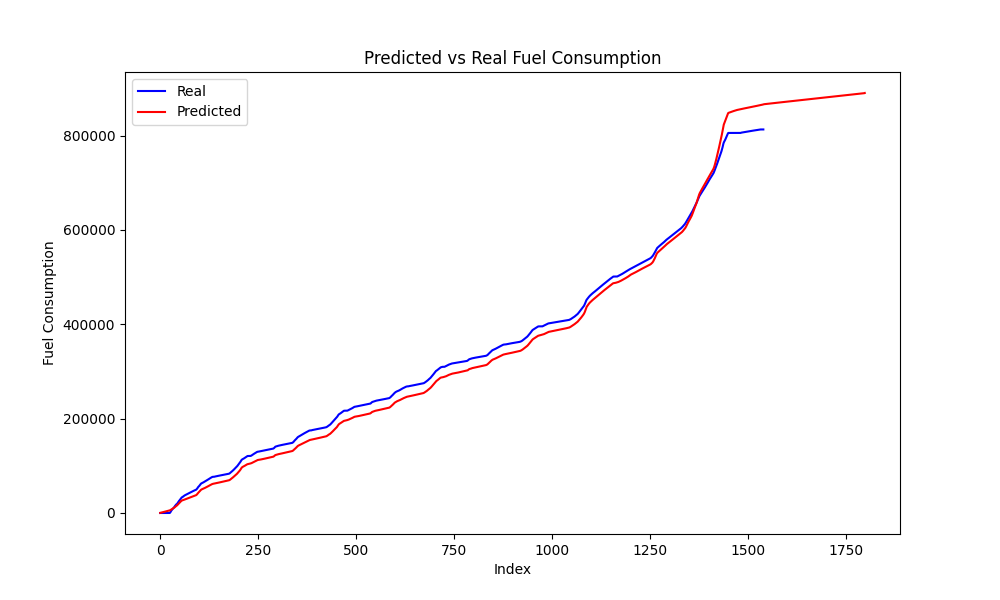 Predicted vs Real Fuel Consumption
Real
Predicted
800000
600000
400000
200000
0
Fuel Consumption
0 250 500 750 1000 1250 1500 1750
Index